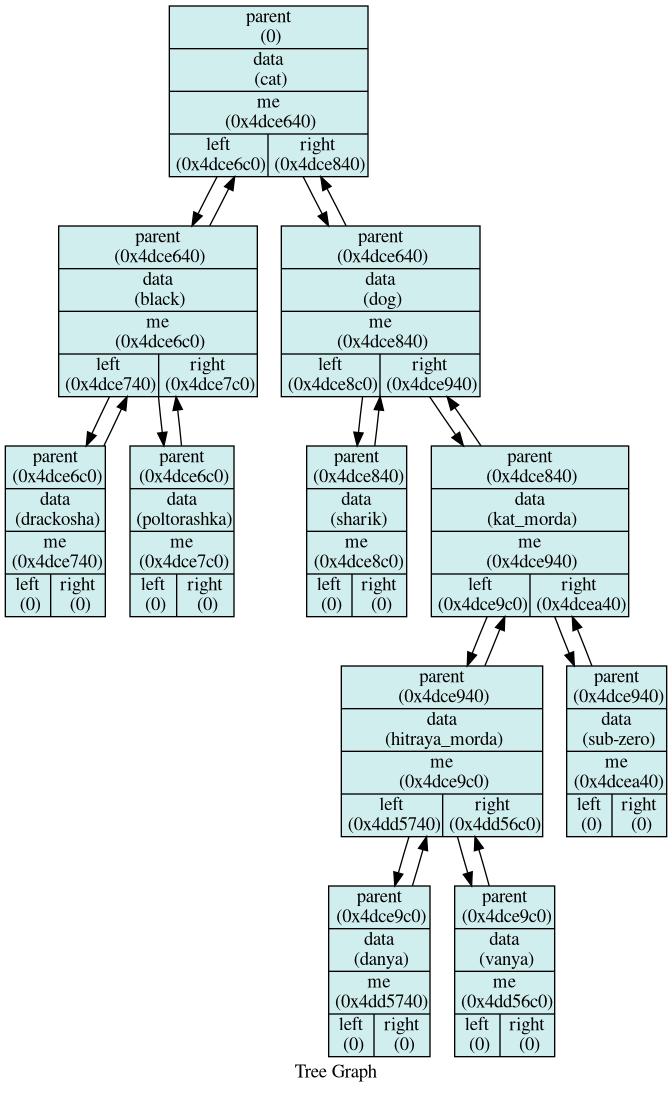 parent
(0)
data
(cat)
me
(0x4dce640)
left right
(0x4dce6c0) (0x4dce840)
parent
(0x4dce640)
data
(black)
me
(0x4dce6c0)
left right
(0x4dce740) (0x4dce7c0)
parent
(0x4dce640)
data
(dog)
me
(0x4dce840)
left right
(0x4dce8c0) (0x4dce940)
parent
(0x4dce6c0)
data
(drackosha)
me
(0x4dce740)
left right
(0) (0)
parent
(0x4dce6c0)
data
(poltorashka)
me
(0x4dce7c0)
left right
(0) (0)
parent
(0x4dce840)
data
(sharik)
me
(0x4dce8c0)
left right
(0) (0)
parent
(0x4dce840)
data
(kat_morda)
me
(0x4dce940)
left right
(0x4dce9c0) (0x4dcea40)
parent
(0x4dce940)
data
(hitraya_morda)
me
(0x4dce9c0)
left right
(0x4dd5740) (0x4dd56c0)
parent
(0x4dce940)
data
(sub-zero)
me
(0x4dcea40)
left right
(0) (0)
parent
(0x4dce9c0)
data
(danya)
me
(0x4dd5740)
left right
(0) (0)
parent
(0x4dce9c0)
data
(vanya)
me
(0x4dd56c0)
left right
(0) (0)
Tree Graph